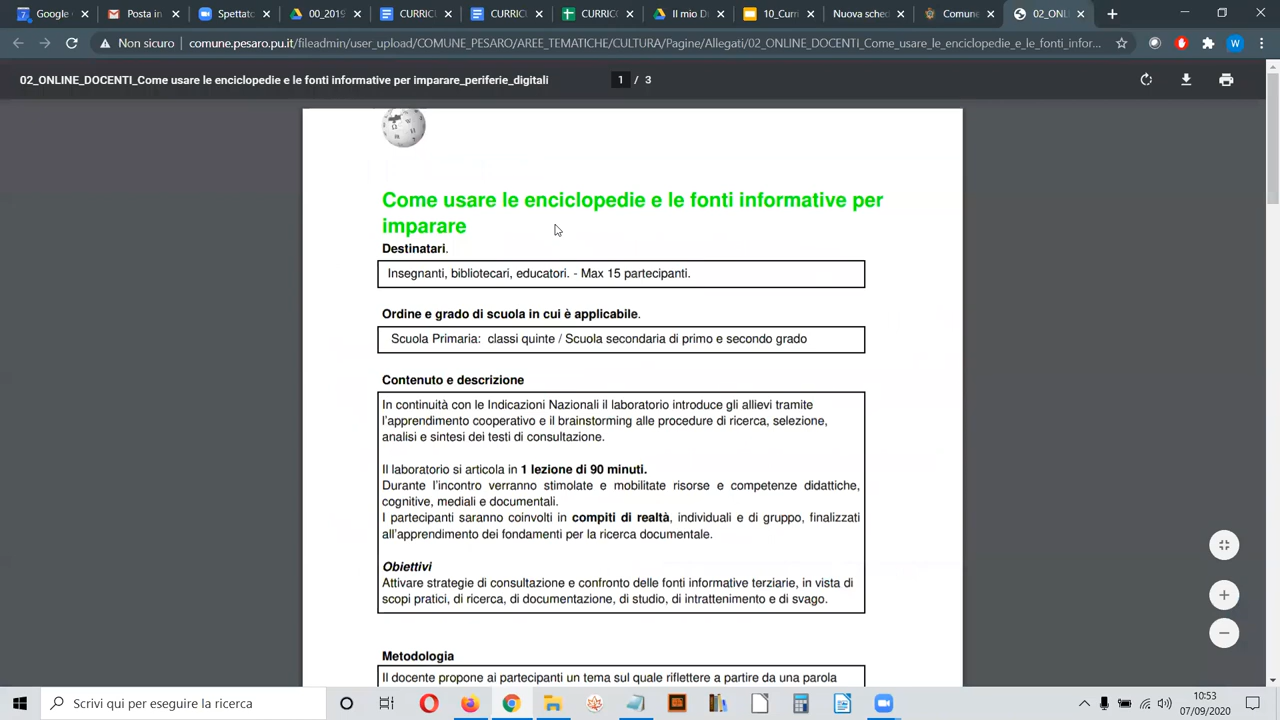 Google
Posta in
Spettato
00_2019
CURRIC
CURRIC
CURRICO
Il mio D
10_Curri
Nuova sched
Comune
02_ONLI
Non sicuro
comune.pesaro.pu.it/fileadmin/user_upload/COMUNE_PESARO/AREE_TEMATICHE/CULTURA/Pagine/Allegati/02_ONLINE_DOCENTI_Come_usare_le_enciclopedie_e_le_fonti_infor...
W
02_ONLINE_DOCENTI_Come usare le enciclopedie e le fonti informative per imparare_periferie_digitali
1 / 3
Come usare le enciclopedie e le fonti informative per
imparare
Destinatari.
Insegnanti, bibliotecari, educatori. - Max 15 partecipanti.
Ordine e grado di scuola in cui è applicabile.
Scuola Primaria: classi quinte / Scuola secondaria di primo e secondo grado
Contenuto e descrizione
In continuità con le Indicazioni Nazionali il laboratorio introduce gli allievi tramite
l'apprendimento cooperativo e il brainstorming alle procedure di ricerca, selezione,
analisi e sintesi dei testi di consultazione.
Il laboratorio si articola in 1 lezione di 90 minuti.
Durante l'incontro verranno stimolate e mobilitate risorse e competenze didattiche,
cognitive, mediali e documentali.
I partecipanti saranno coinvolti in compiti di realtà, individuali e di gruppo, finalizzati
all'apprendimento dei fondamenti per la ricerca documentale.
Obiettivi
Attivare strategie di consultazione e confronto delle fonti informative terziarie, in vista di
scopi pratici, di ricerca, di documentazione, di studio, di intrattenimento e di svago.
Metodologia
Il docente propone ai partecipanti un tema sul quale riflettere a partire da una parola
Scrivi qui per eseguire la ricerca
10:53
07/09/2020